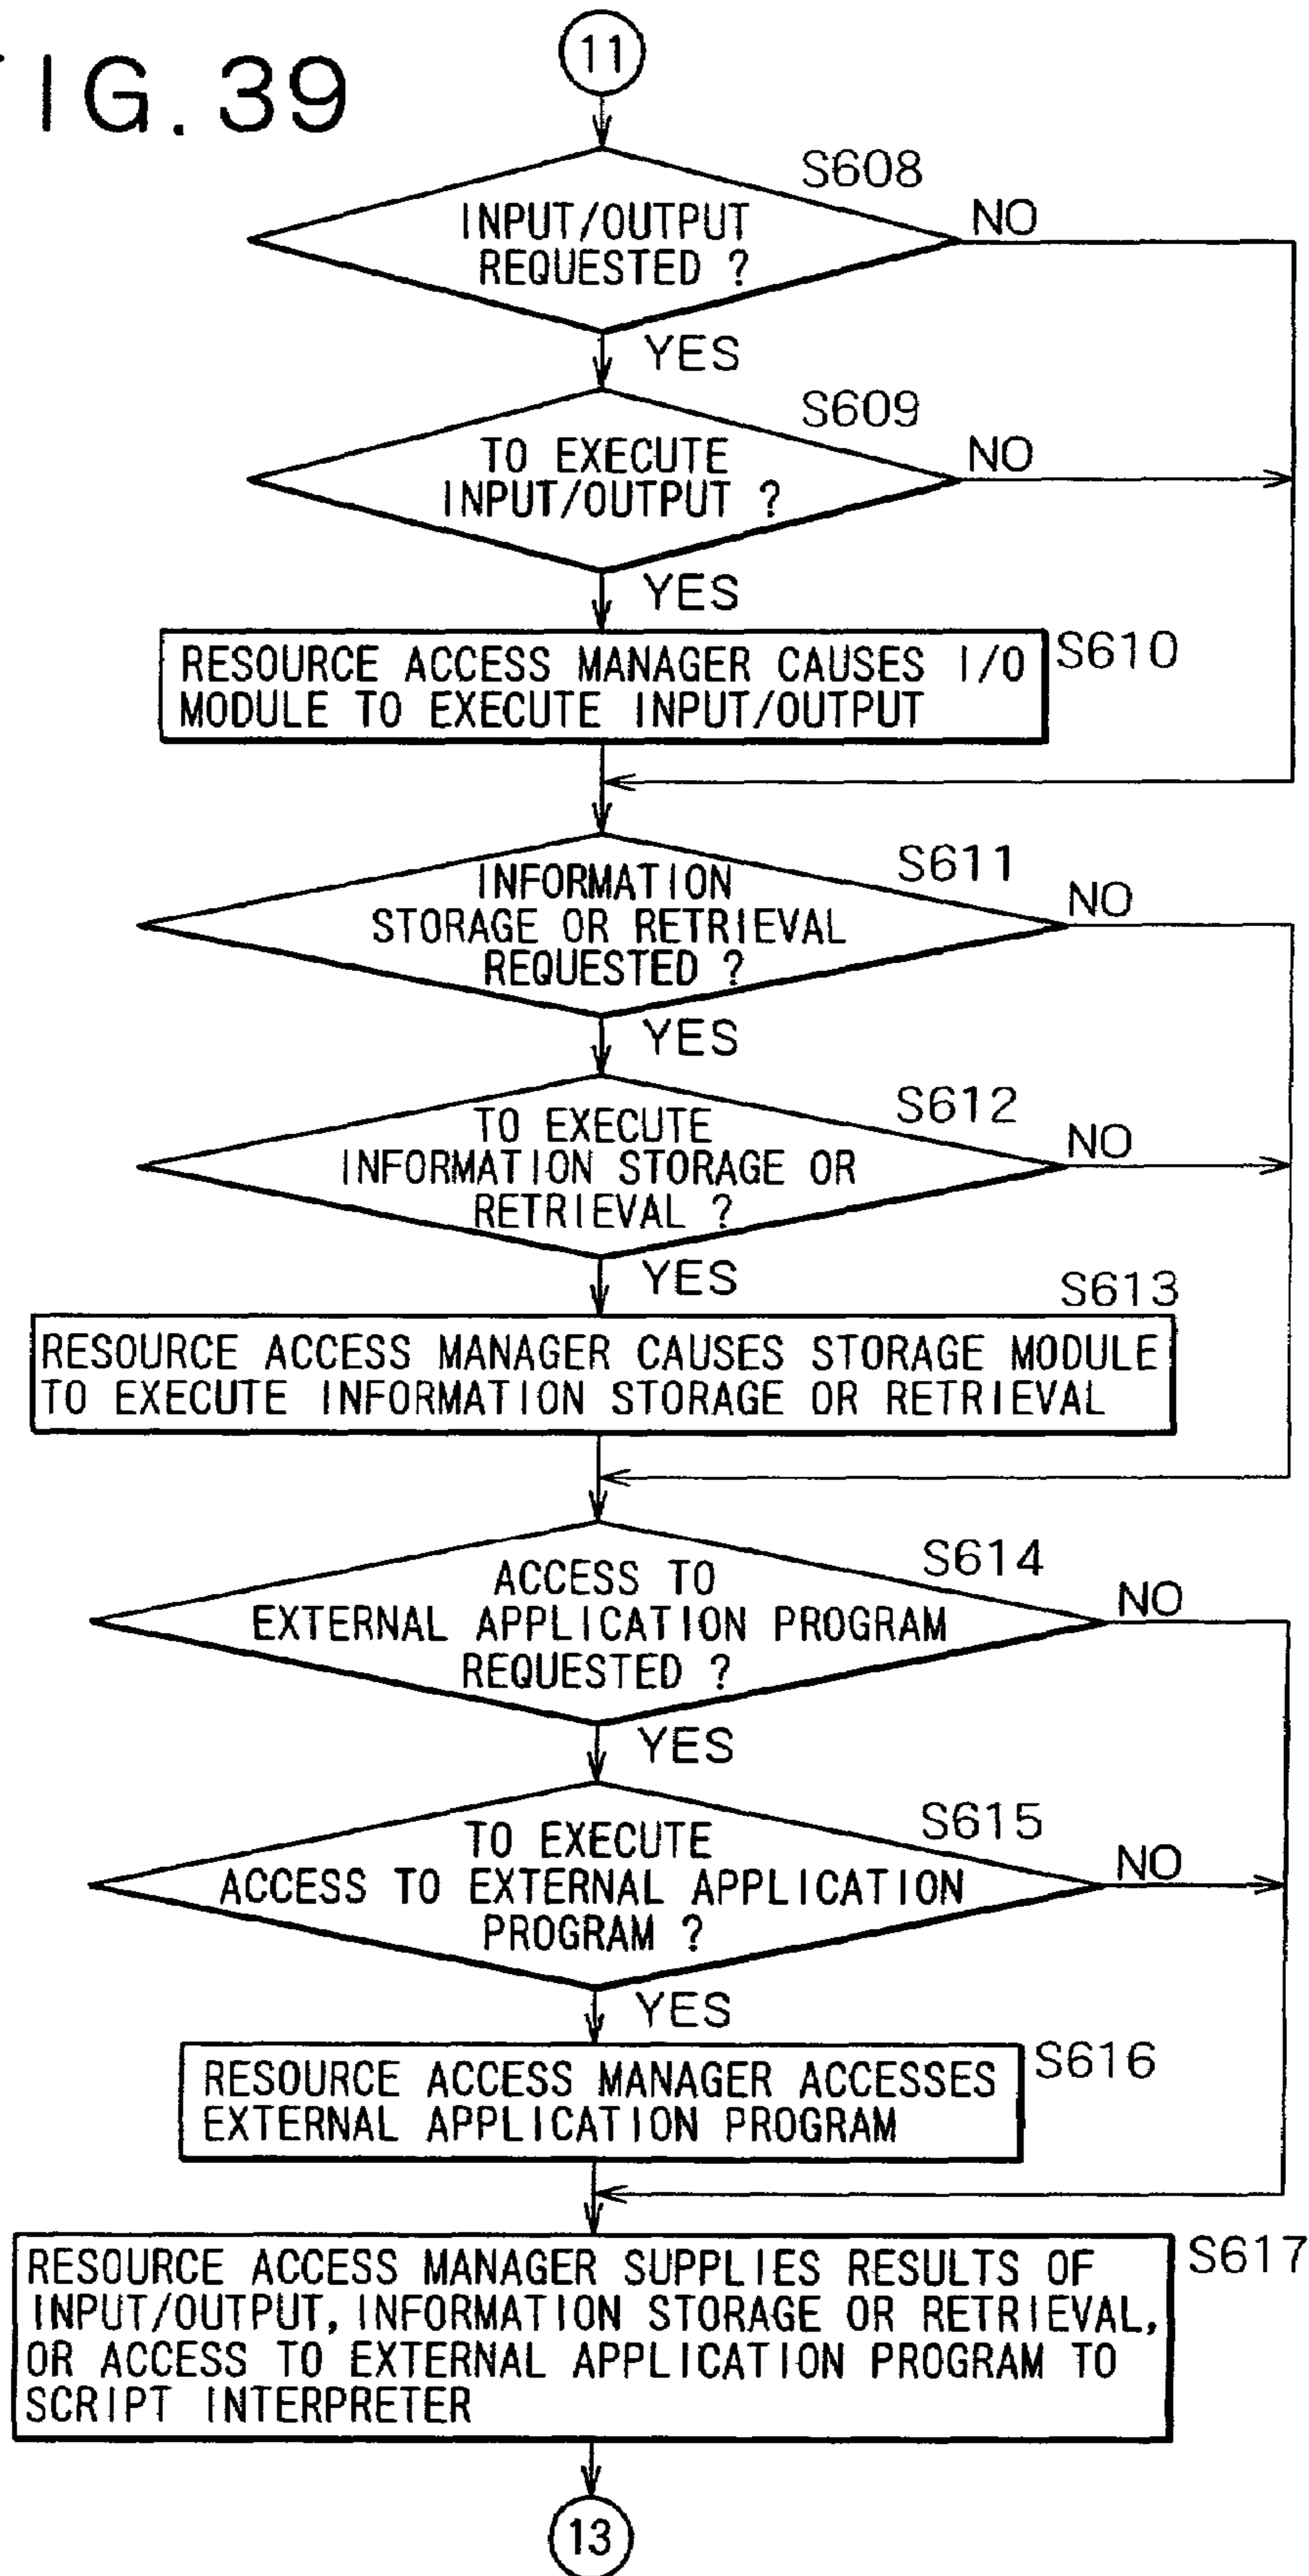 FIG. 39
11
S608
INPUT/OUTPUT
REQUESTED ?
NO
YES
S609
TO EXECUTE
INPUT/OUTPUT ?
NO
YES
RESOURCE ACCESS MANAGER CAUSES I/O
MODULE TO EXECUTE INPUT/OUTPUT
S610
S611
INFORMATION
STORAGE OR RETRIEVAL
REQUESTED ?
NO
YES
S612
TO EXECUTE
INFORMATION STORAGE OR
RETRIEVAL ?
NO
YES
S613
RESOURCE ACCESS MANAGER CAUSES STORAGE MODULE
TO EXECUTE INFORMATION STORAGE OR RETRIEVAL
S614
ACCESS TO
EXTERNAL APPLICATION PROGRAM
REQUESTED ?
NO
YES
S615
TO EXECUTE
ACCESS TO EXTERNAL APPLICATION
PROGRAM ?
NO
YES
RESOURCE ACCESS MANAGER ACCESSES
EXTERNAL APPLICATION PROGRAM
S616
RESOURCE ACCESS MANAGER SUPPLIES RESULTS OF
INPUT/OUTPUT, INFORMATION STORAGE OR RETRIEVAL,
OR ACCESS TO EXTERNAL APPLICATION PROGRAM TO
SCRIPT INTERPRETER
S617
13